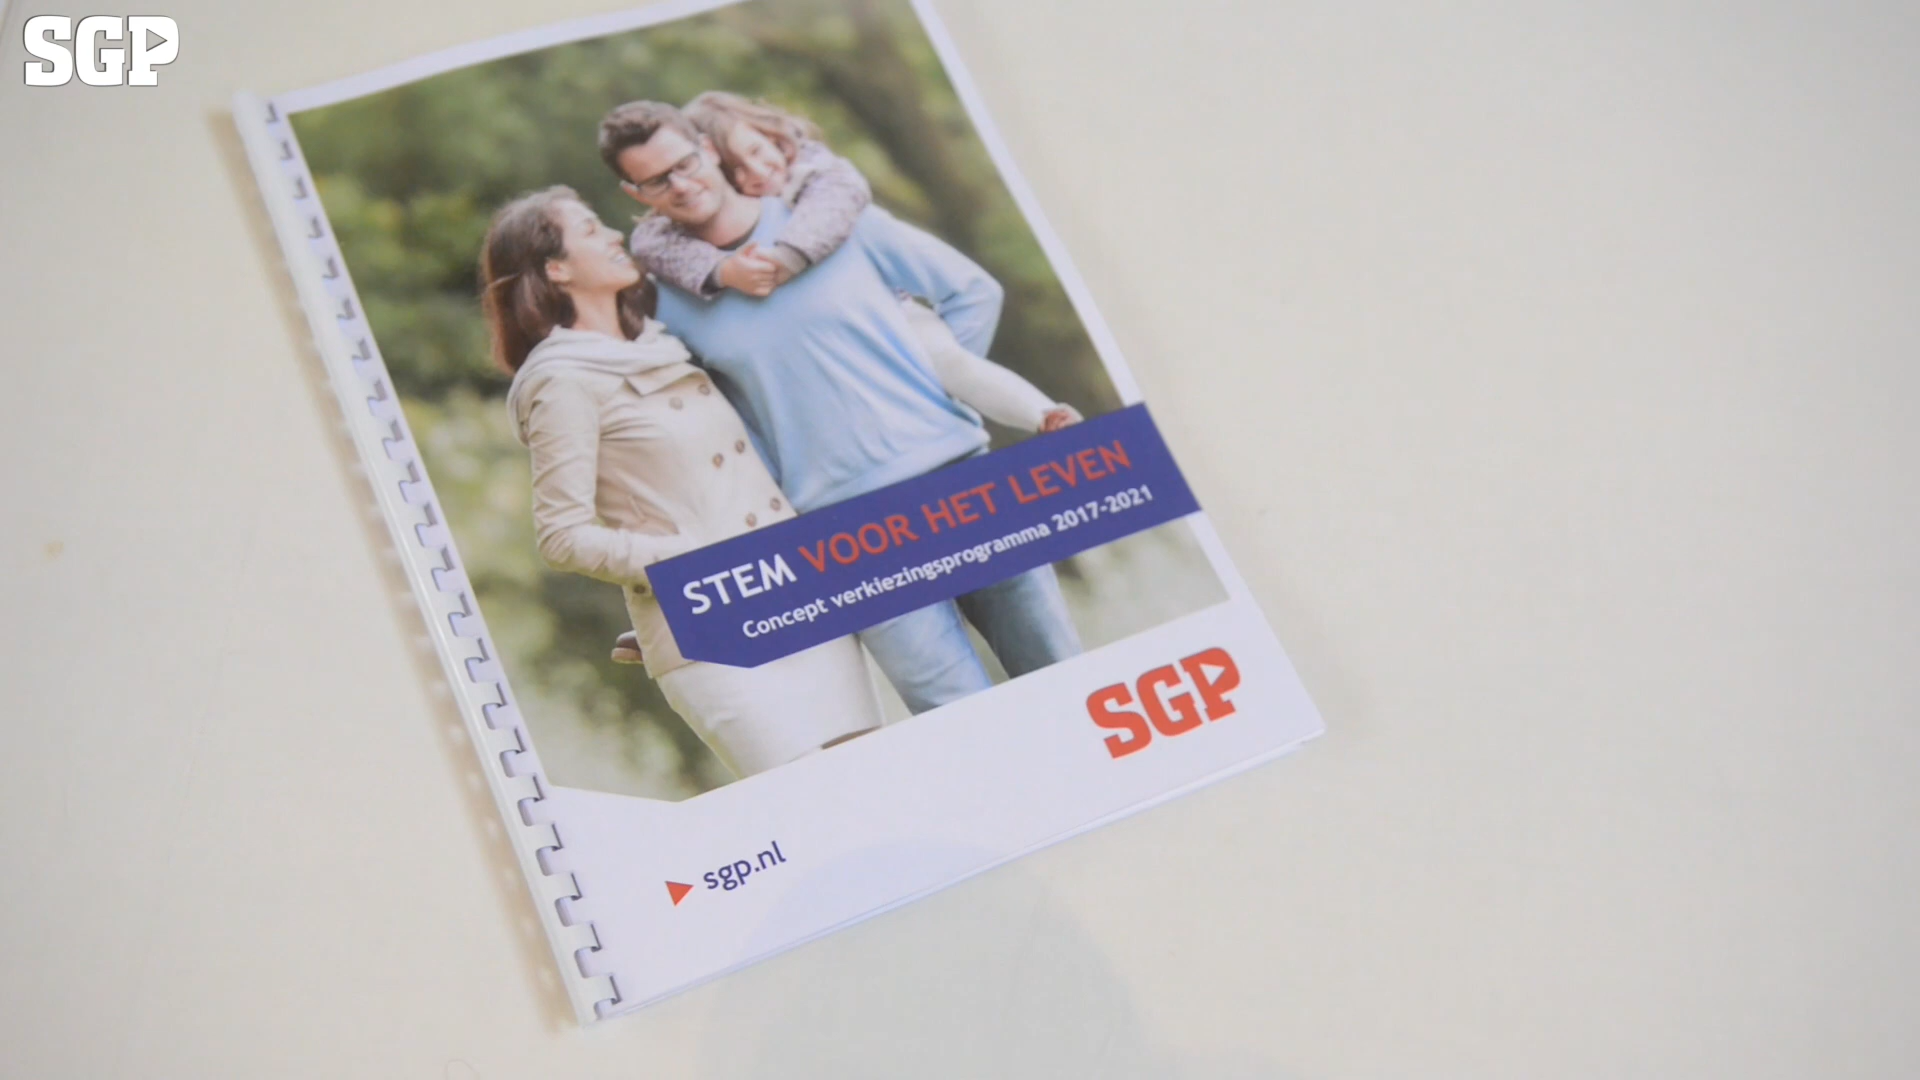 SGP
STEM VOOR HET LEVEN
Concept verkiezingsprogramma 2017-2021
SGP
sgp.nl